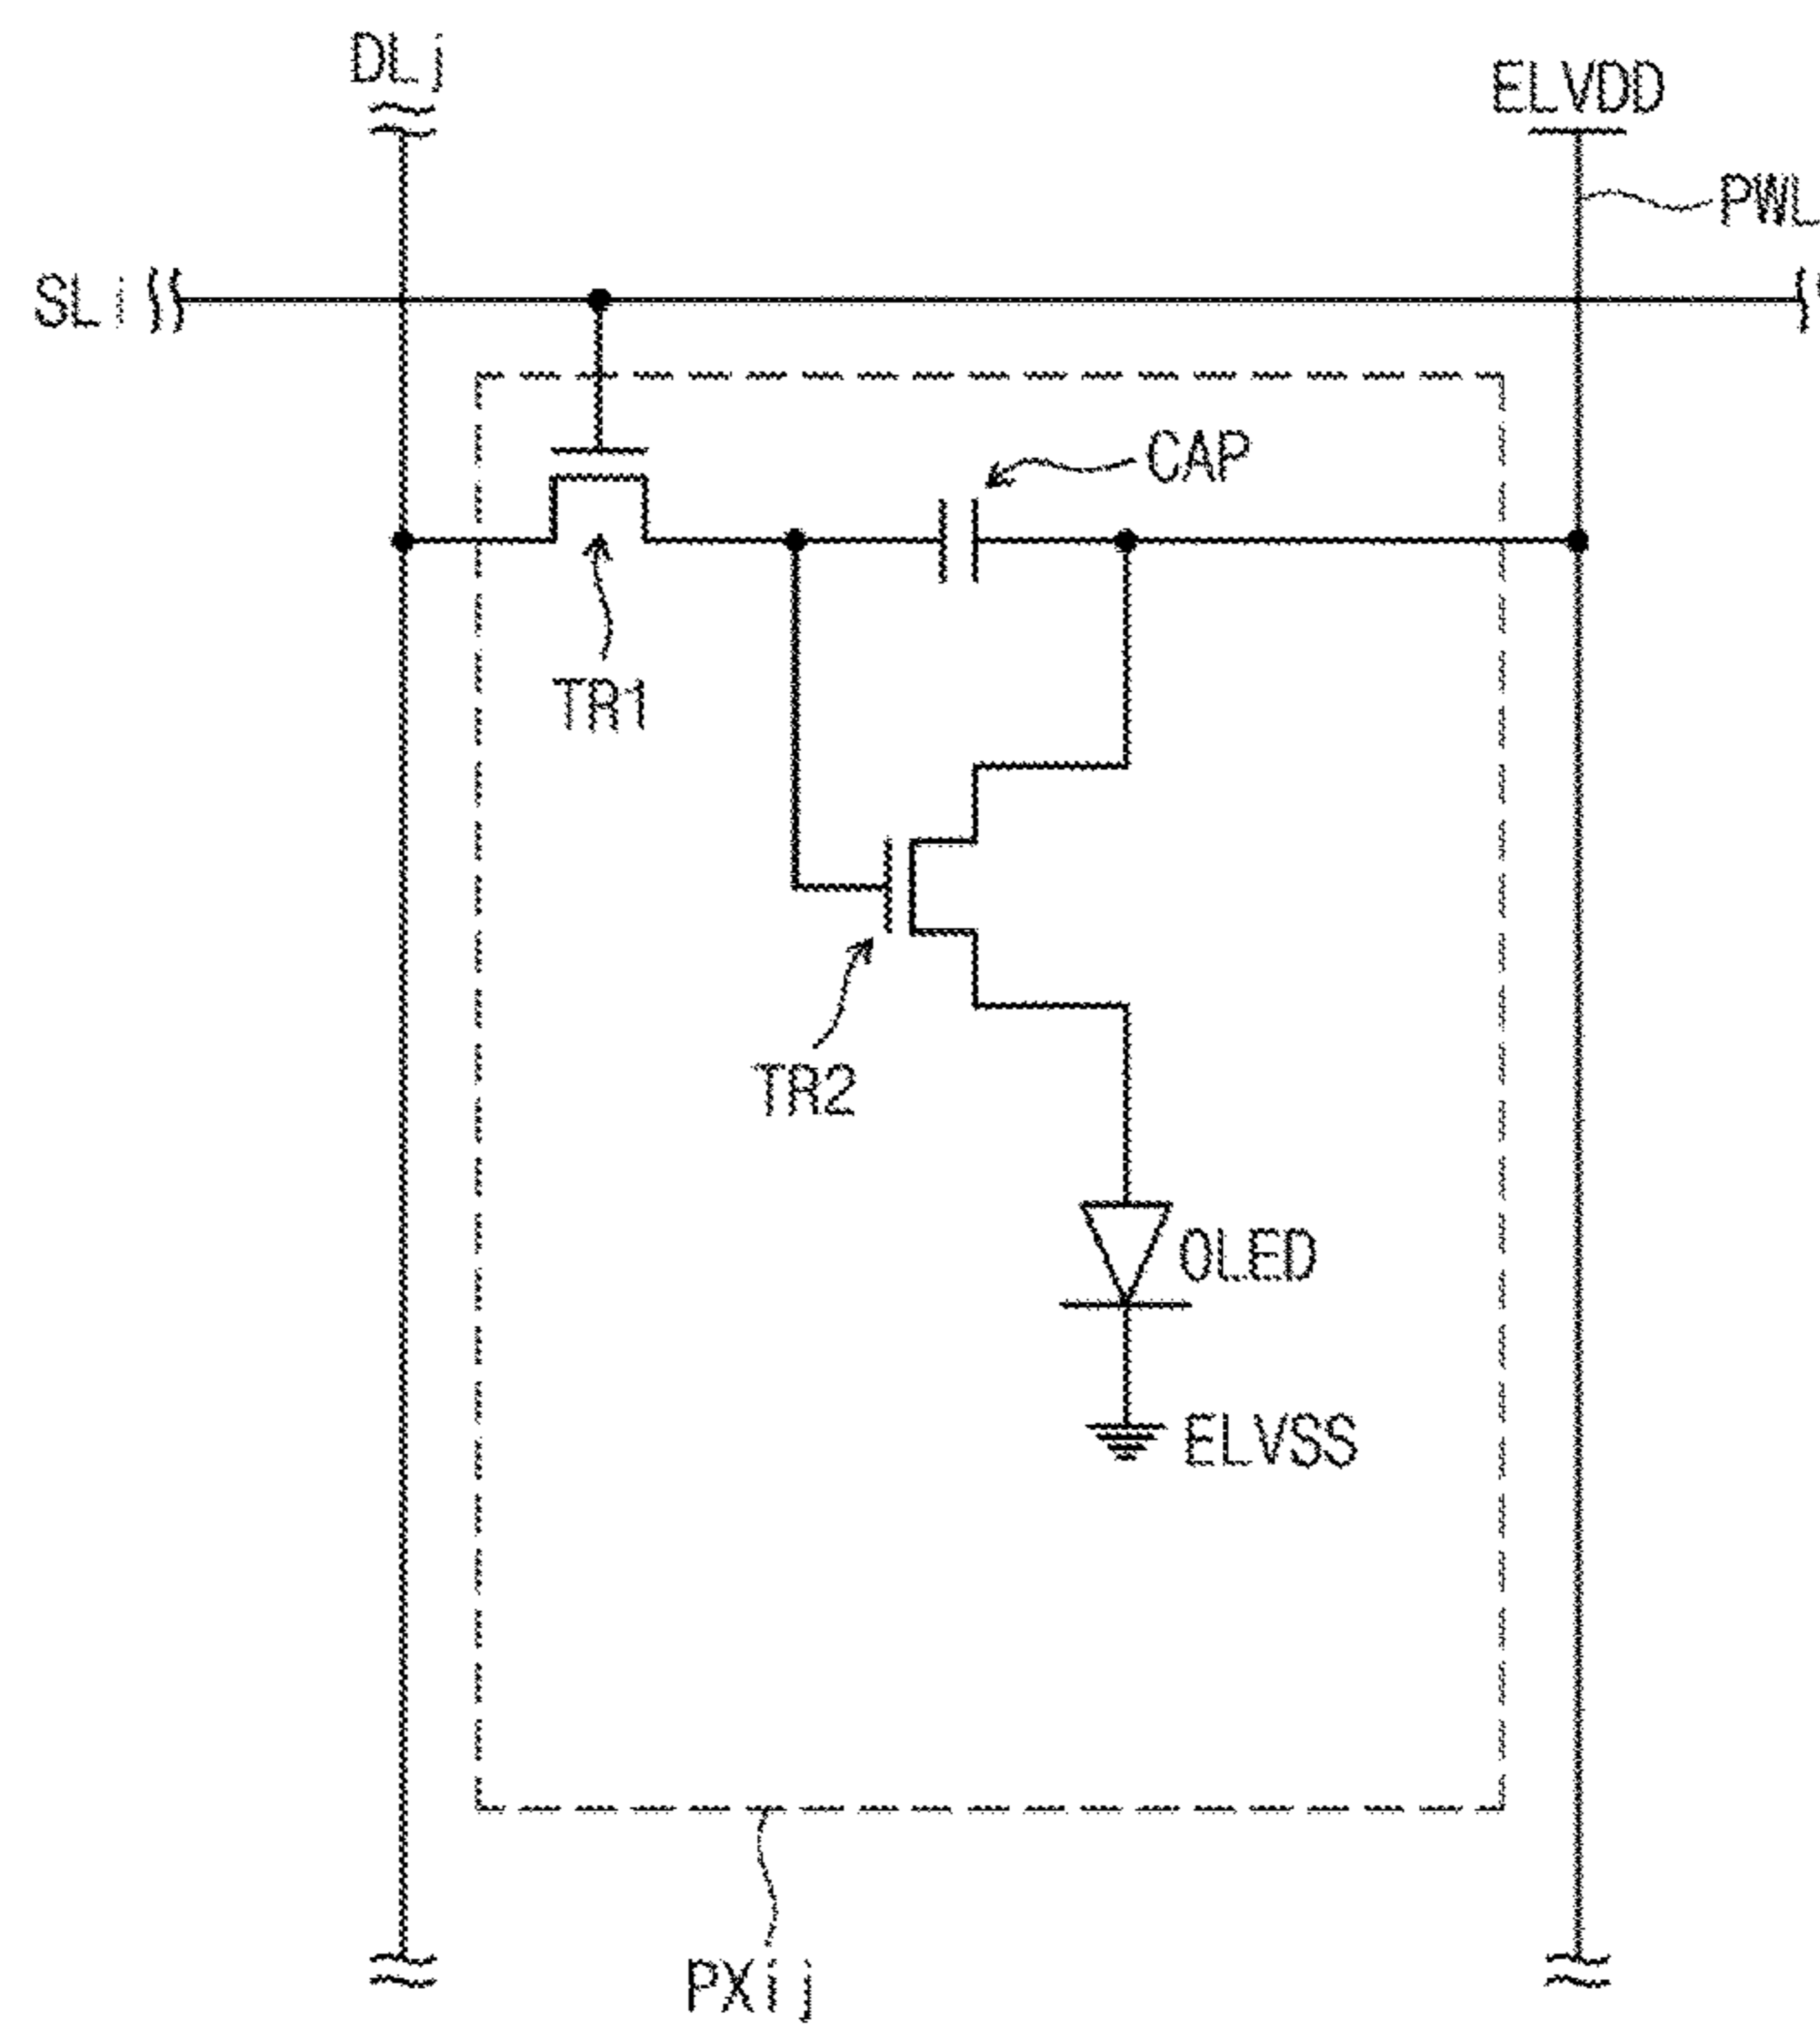 DLj
ELVDD
PWL
SLi
CAP
TR1
TR2
OLED
ELVSS
PXij